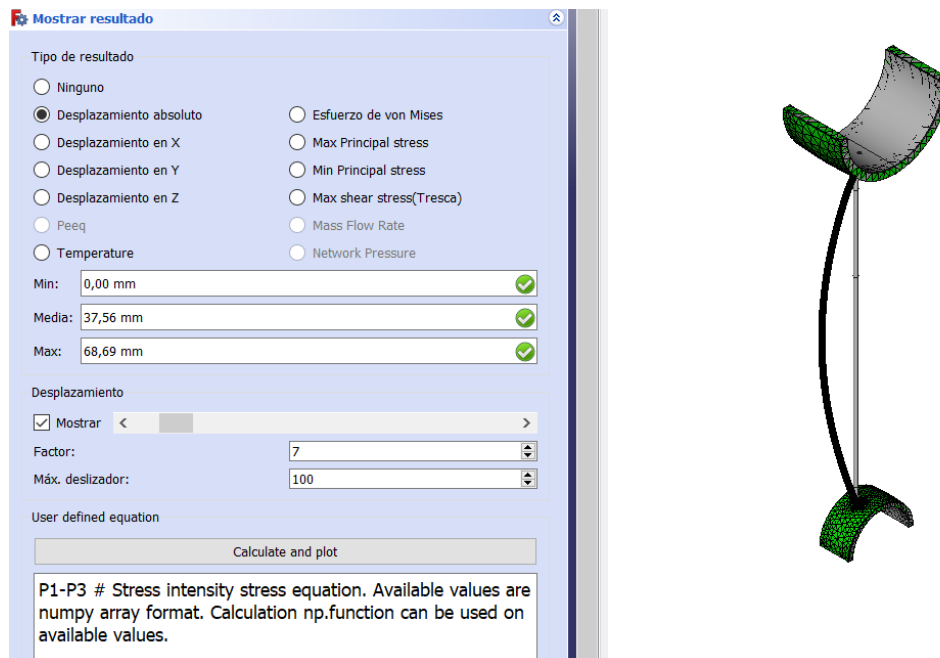 Mostrar resultado
Tipo de resultado
Ninguno
Desplazamiento absoluto
Esfuerzo de von Mises
Desplazamiento en X
Max Principal stress
Desplazamiento en Y
Min Principal stress
Desplazamiento en Z
Max shear stress(Tresca)
Peeq
Mass Flow Rate
Temperature
Network Pressure
Min: 0,00 mm
Media: 37,56 mm
Max: 68,69 mm
Desplazamiento
Mostrar
Factor: 7
Máx. deslizador: 100
User defined equation
Calculate and plot
P1-P3 # Stress intensity stress equation. Available values are
numpy array format. Calculation np.function can be used on
available values.